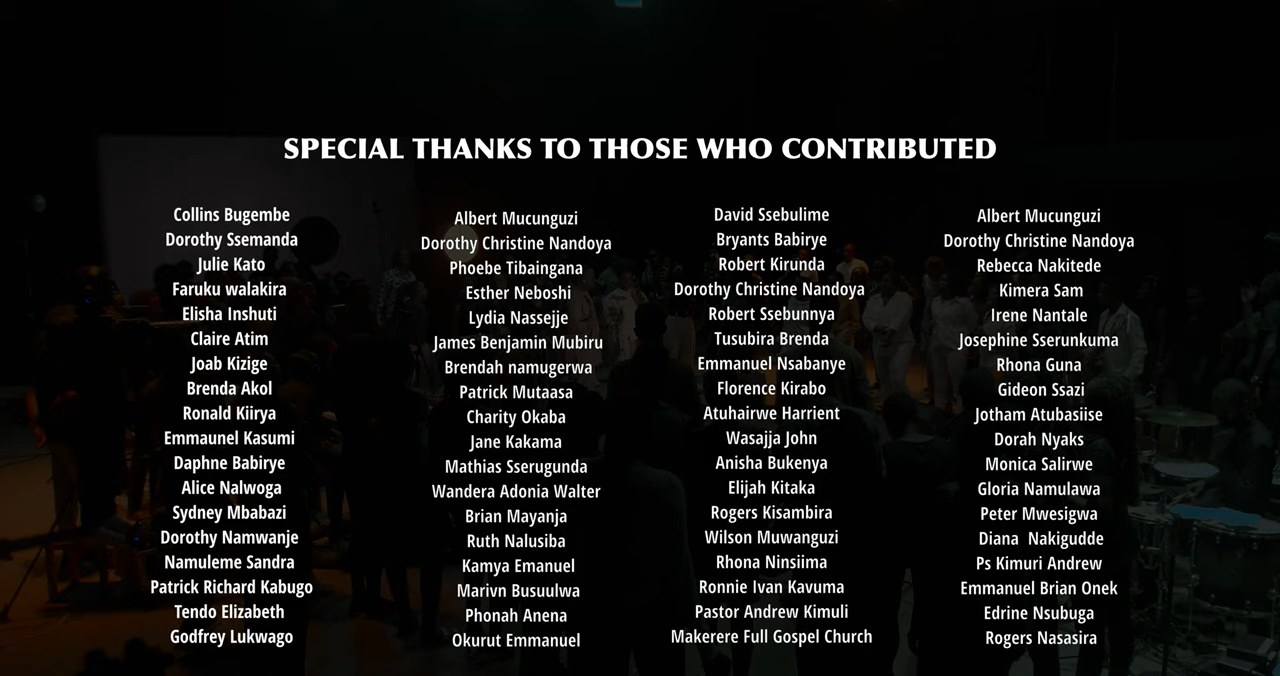 SPECIAL THANKS TO THOSE WHO CONTRIBUTED
Collins Bugembe
Dorothy Ssemanda
Julie Kato
Faruku walakira
Elisha Inshuti
Claire Atim
Joab Kizige
Brenda Akol
Ronald Kiirya
Emmaunel Kasumi
Daphne Babirye
Alice Nalwoga
Sydney Mbabazi
Dorothy Namwanje
Namuleme Sandra
Patrick Richard Kabugo
Tendo Elizabeth
Godfrey Lukwago
Albert Mucunguzi
Dorothy Christine Nandoya
Phoebe Tibaingana
Esther Neboshi
Lydia Nassejje
James Benjamin Mubiru
Brendah namugerwa
Patrick Mutaasa
Charity Okaba
Jane Kakama
Mathias Sserugunda
Wandera Adonia Walter
Brian Mayanja
Ruth Nalusiba
Kamya Emanuel
Marivn Busuulwa
Phonah Anena
Okurut Emmanuel
David Ssebulime
Bryants Babirye
Robert Kirunda
Dorothy Christine Nandoya
Robert Ssebunnya
Tusubira Brenda
Emmanuel Nsabanye
Florence Kirabo
Atuhairwe Harrient
Wasajja John
Anisha Bukenya
Elijah Kitaka
Rogers Kisambira
Wilson Muwanguzi
Rhona Ninsiima
Ronnie Ivan Kavuma
Pastor Andrew Kimuli
Makerere Full Gospel Church
Albert Mucunguzi
Dorothy Christine Nandoya
Rebecca Nakitede
Kimera Sam
Irene Nantale
Josephine Sserunkuma
Rhona Guna
Gideon Ssazi
Jotham Atubasiise
Dorah Nyaks
Monica Salirwe
Gloria Namulawa
Peter Mwesigwa
Diana  Nakigudde
Ps Kimuri Andrew
Emmanuel Brian Onek
Edrine Nsubuga
Rogers Nasasira